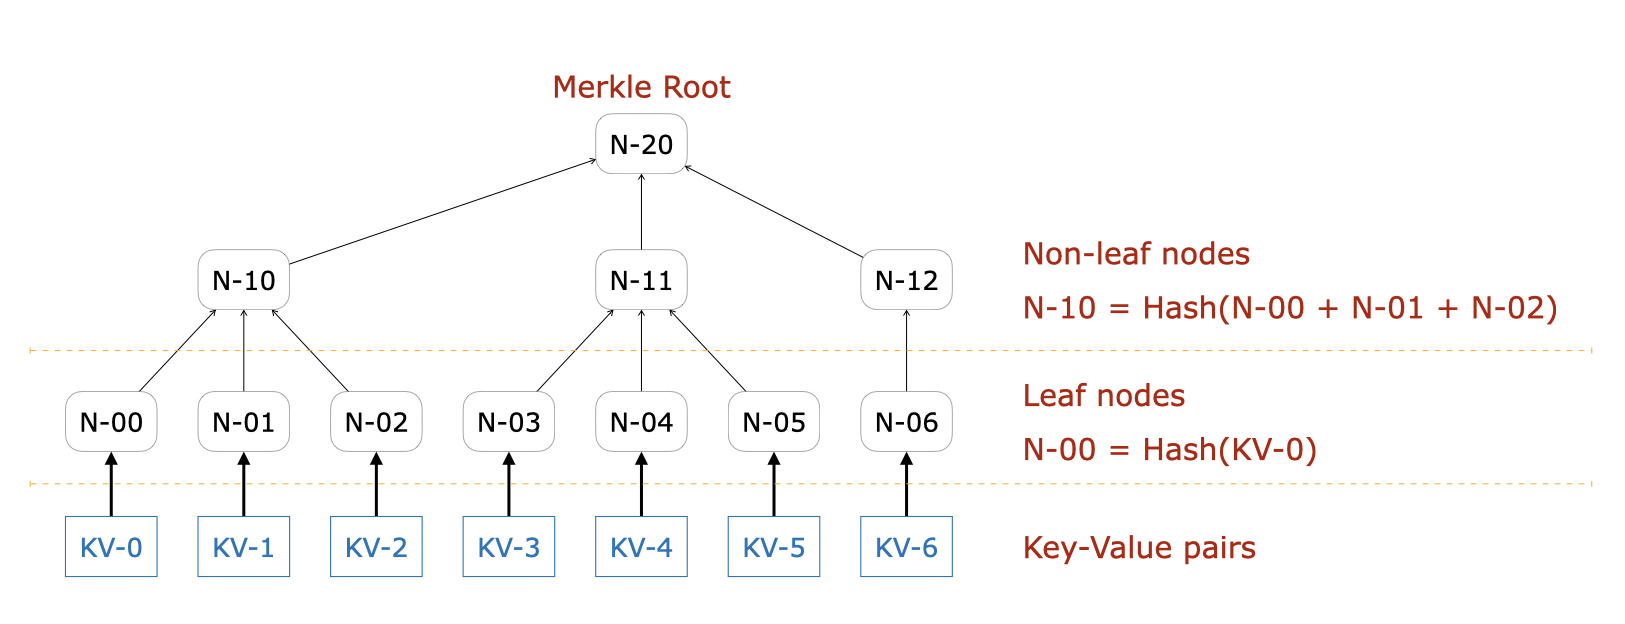 Merkle Root
N-20
N-10
N-11
N-12
Non-leaf nodes
N-10 = Hash(N-00 + N-01 + N-02)
N-00
N-01
N-02
N-03
N-04
N-05
N-06
Leaf nodes
N-00 = Hash(KV-0)
KV-0
KV-1
KV-2
KV-3
KV-4
KV-5
KV-6
Key-Value pairs